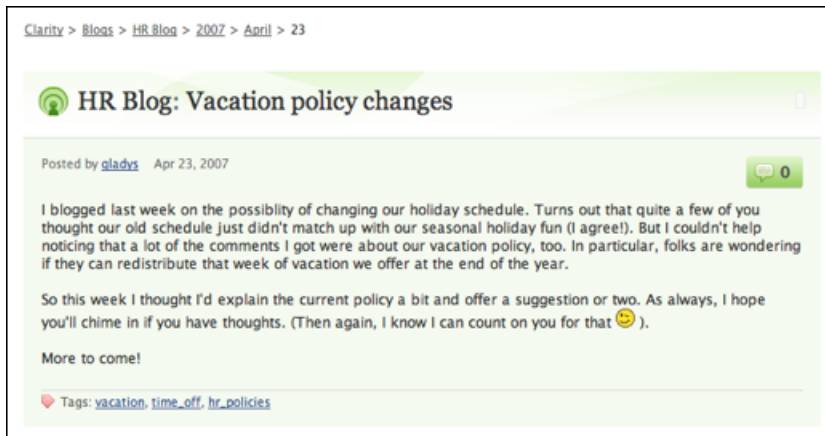 Clarity > Blogs > HR Blog > 2007 > April > 23
HR Blog: Vacation policy changes
Posted by gladys Apr 23, 2007
0
I blogged last week on the possiblity of changing our holiday schedule. Turns out that quite a few of you
thought our old schedule just didn't match up with our seasonal holiday fun (I agree!). But I couldn't help
noticing that a lot of the comments I got were about our vacation policy, too. In particular, folks are wondering
if they can redistribute that week of vacation we offer at the end of the year.
So this week I thought I'd explain the current policy a bit and offer a suggestion or two. As always, I hope
you'll chime in if you have thoughts. (Then again, I know I can count on you for that ).
More to come!
Tags: vacation, time_off, hr_policies